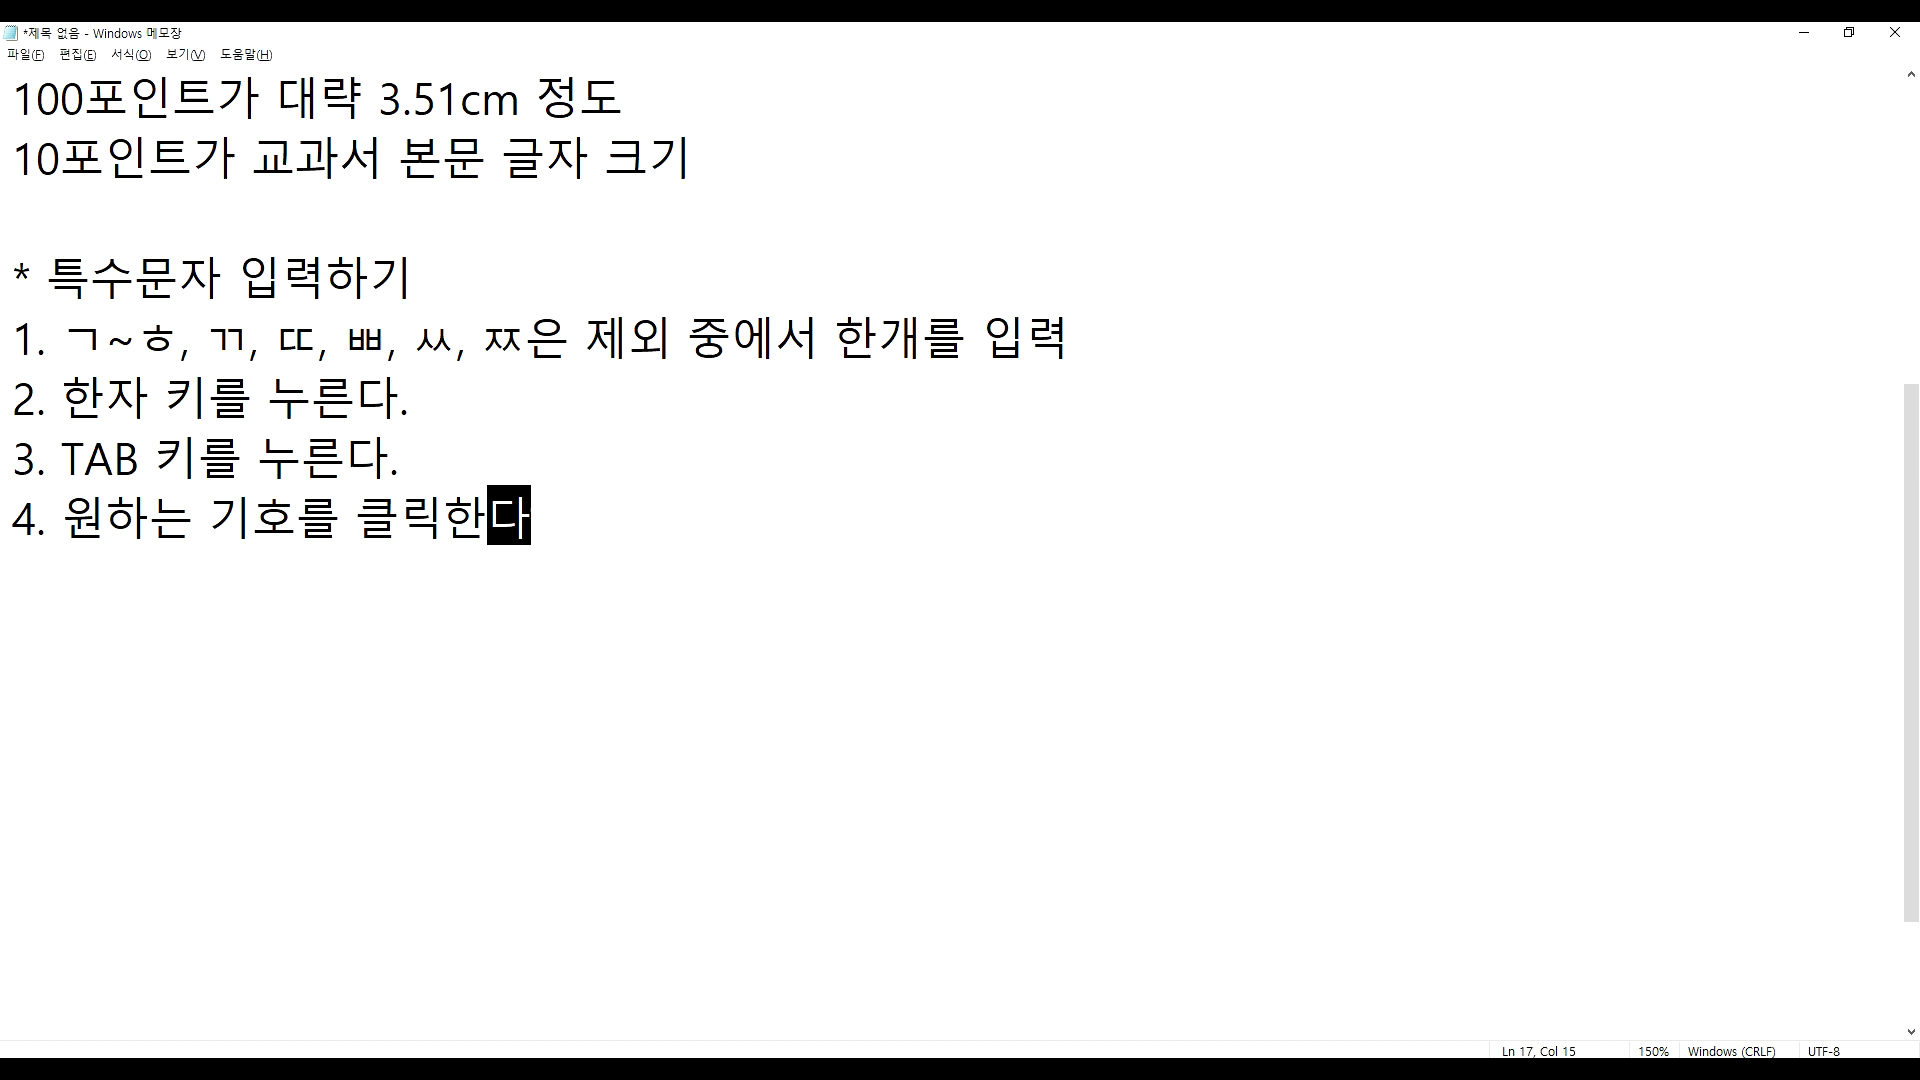 *제목 없음 - Windows 메모장
파일(F) 편집(E) 서식(O) 보기(V) 도움말(H)
100포인트가 대략 3.51cm 정도
10포인트가 교과서 본문 글자 크기
* 특수문자 입력하기
1. ㄱ~ㅎ, ㄲ, ㄸ, ㅃ, ㅆ, ㅉ은 제외 중에서 한개를 입력
2. 한자 키를 누른다.
3. TAB 키를 누른다.
4. 원하는 기호를 클릭한다
Ln 17, Col 15 150% Windows (CRLF) UTF-8